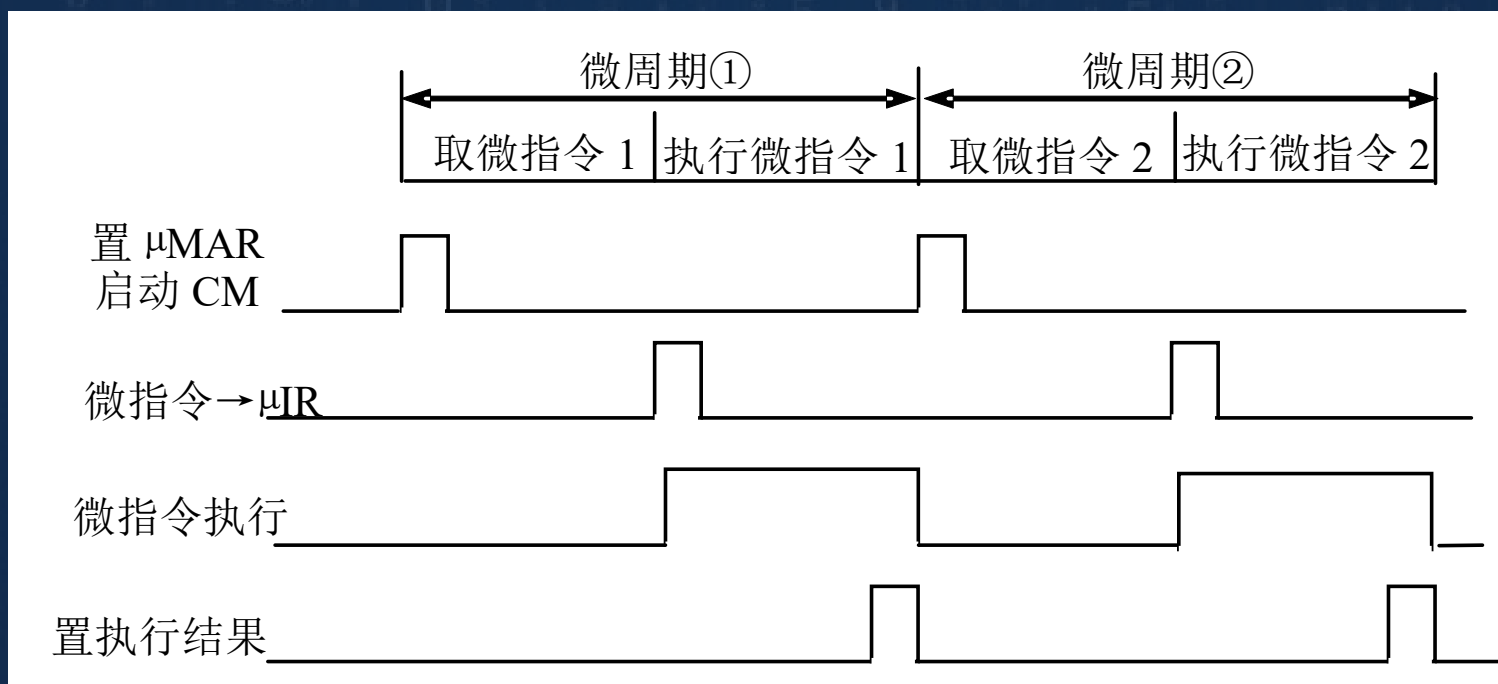 微周期①
微周期②
取微指令 1
执行微指令 1
取微指令 2
执行微指令 2
置 μMAR
启动 CM
微指令→μIR
微指令执行
置执行结果